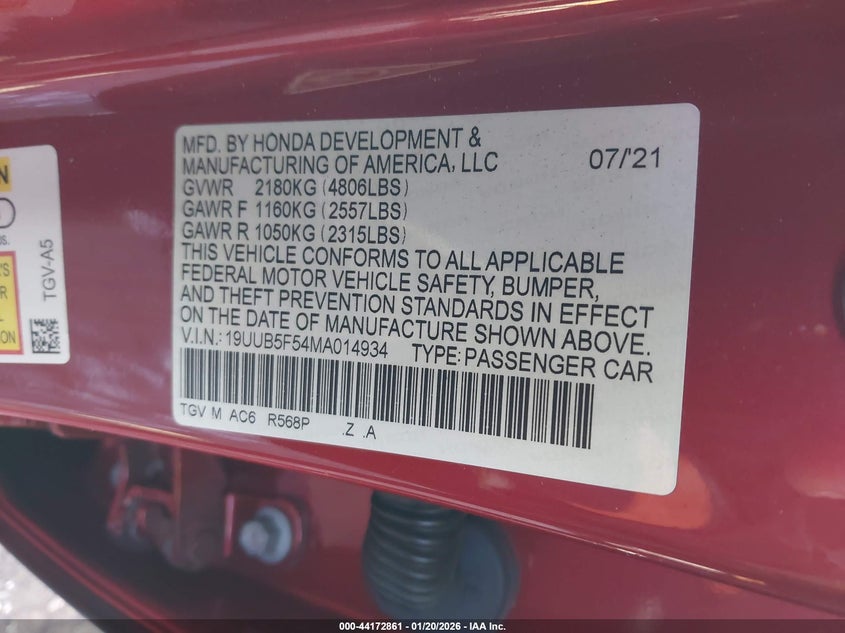 MFD. BY HONDA DEVELOPMENT &
MANUFACTURING OF AMERICA, LLC 07/'21
GVWR 2180KG (4806LBS)
GAWR F 1160KG (2557LBS)
GAWR R 1050KG (2315LBS)
THIS VEHICLE CONFORMS TO ALL APPLICABLE
FEDERAL MOTOR VEHICLE SAFETY, BUMPER,
AND THEFT PREVENTION STANDARDS IN EFFECT
ON THE DATE OF MANUFACTURE SHOWN ABOVE.
V.I.N.: 19UUB5F54MA014934 TYPE: PASSENGER CAR
TGV M AC6 R568P .Z .A
TGV-A5
000-44172861 | 01/20/2026 | IAA Inc.